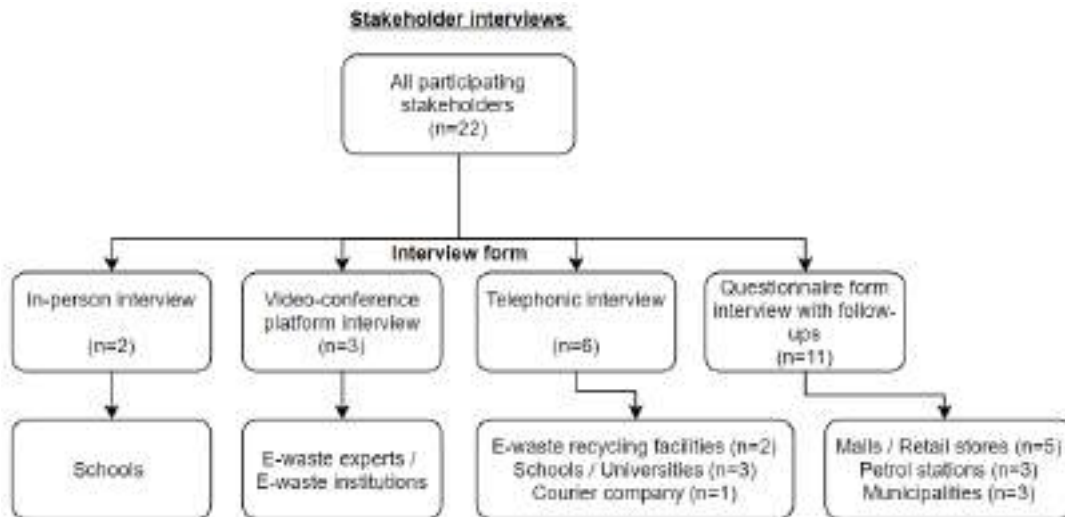 Stakeholder interviews
All participating
stakeholders
(n=22)
Interview form
In-person interview
(n=2)
Video-conference
platform interview
(n=3)
Telephonic interview
(n=6)
Questionnaire form
interview with follow-
ups
(n=11)
Schools
E-waste experts /
E-waste institutions
E-waste recycling facilities (n=2)
Schools / Universities (n=3)
Courier company (n=1)
Malls / Retail stores (n=5)
Petrol stations (n=3)
Municipalities (n=3)